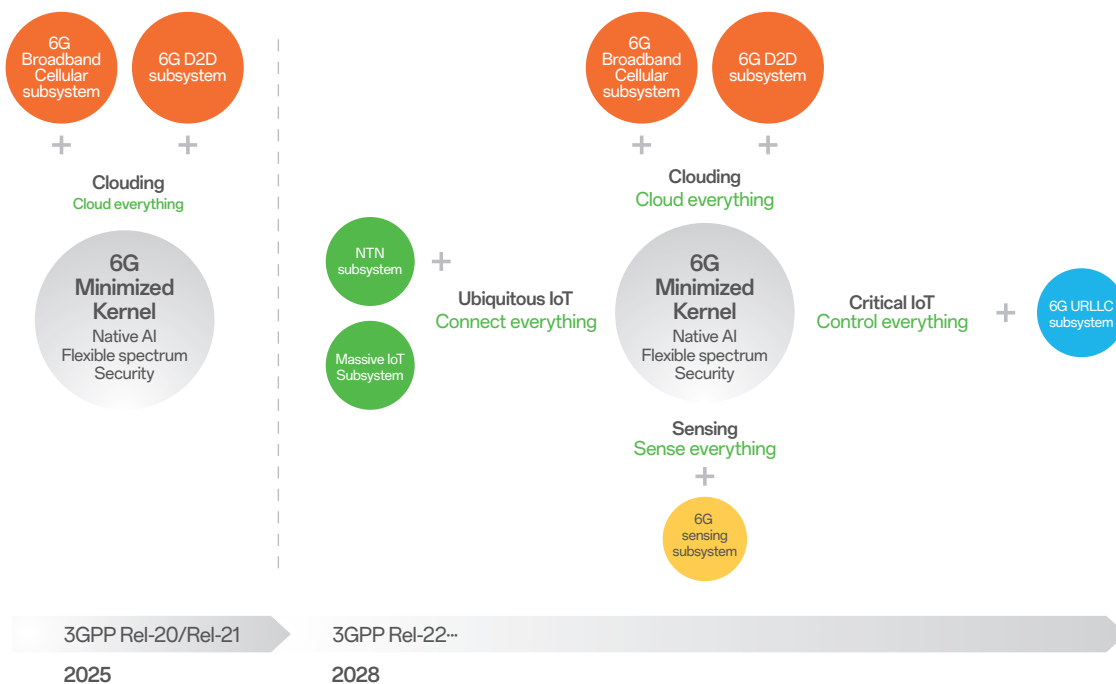 6G
Broadband
Cellular
subsystem
6G D2D
subsystem
Clouding
Cloud everything
6G
Minimized
Kernel
Native AI
Flexible spectrum
Security
6G
Broadband
Cellular
subsystem
6G D2D
subsystem
Clouding
Cloud everything
NTN
subsystem
Massive IoT
Subsystem
Ubiquitous IoT
Connect everything
6G
Minimized
Kernel
Native AI
Flexible spectrum
Security
Critical IoT
Control everything
6G URLLC
subsystem
Sensing
Sense everything
6G
sensing
subsystem
3GPP Rel-20/Rel-21
3GPP Rel-22···
2025
2028